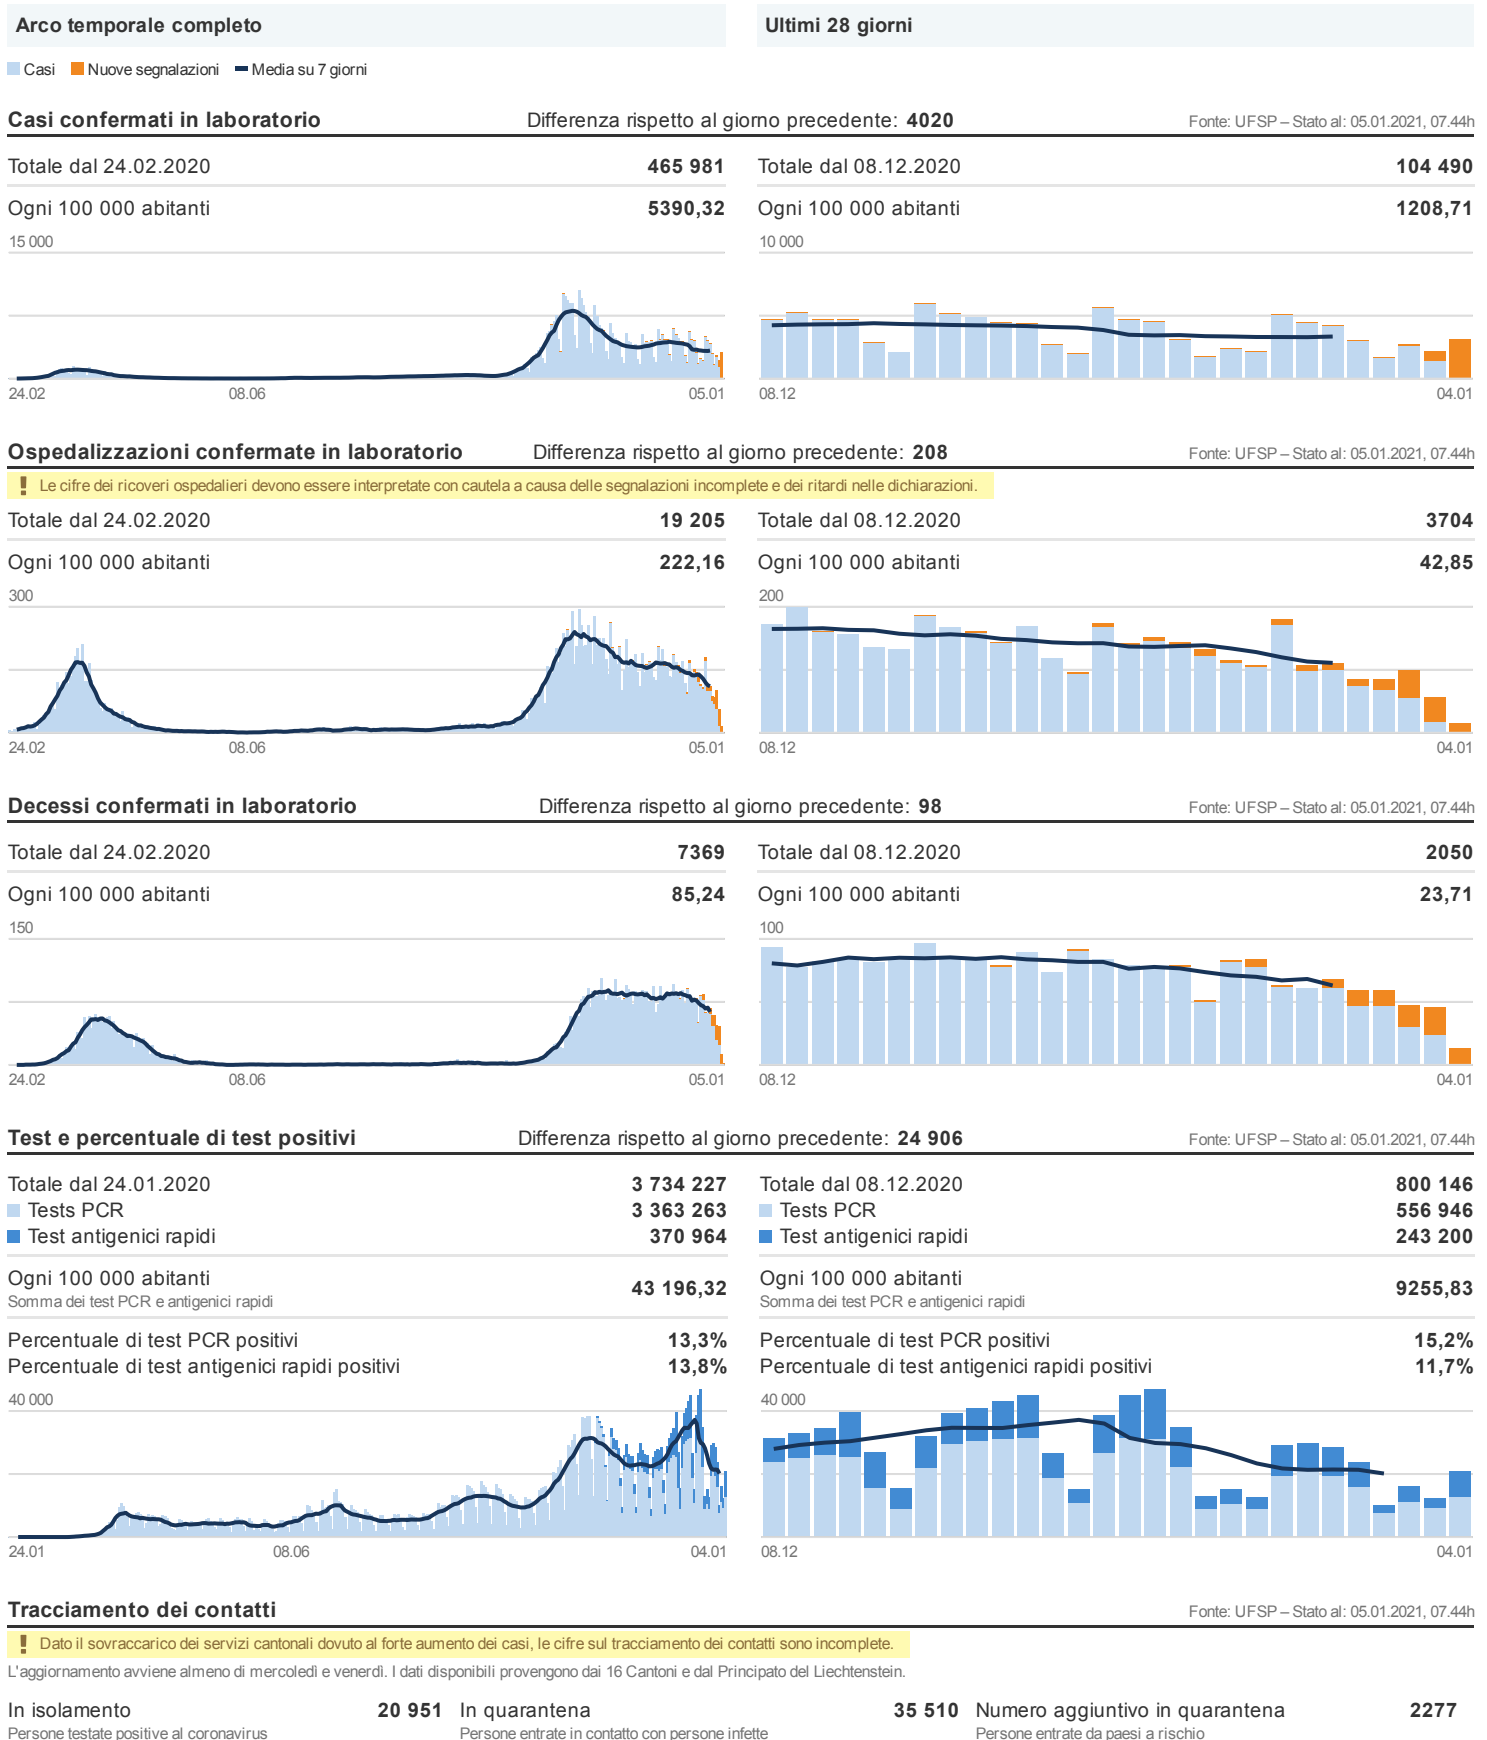 Arco temporale completo
Ultimi 28 giorni
Casi Nuove segnalazioni Media su 7 giorni
Casi confermati in laboratorio Differenza rispetto al giorno precedente: 4020 Fonte: UFSP – Stato al: 05.01.2021, 07.44h
Totale dal 24.02.2020 465 981 Totale dal 08.12.2020 104 490
Ogni 100 000 abitanti 5390,32 Ogni 100 000 abitanti 1208,71
15 000 10 000
24.02 08.06 05.01 08.12 04.01
Ospedalizzazioni confermate in laboratorio Differenza rispetto al giorno precedente: 208 Fonte: UFSP – Stato al: 05.01.2021, 07.44h
! Le cifre dei ricoveri ospedalieri devono essere interpretate con cautela a causa delle segnalazioni incomplete e dei ritardi nelle dichiarazioni.
Totale dal 24.02.2020 19 205 Totale dal 08.12.2020 3704
Ogni 100 000 abitanti 222,16 Ogni 100 000 abitanti 42,85
300 200
24.02 08.06 05.01 08.12 04.01
Decessi confermati in laboratorio Differenza rispetto al giorno precedente: 98 Fonte: UFSP – Stato al: 05.01.2021, 07.44h
Totale dal 24.02.2020 7369 Totale dal 08.12.2020 2050
Ogni 100 000 abitanti 85,24 Ogni 100 000 abitanti 23,71
150 100
24.02 08.06 05.01 08.12 04.01
Test e percentuale di test positivi Differenza rispetto al giorno precedente: 24 906 Fonte: UFSP – Stato al: 05.01.2021, 07.44h
Totale dal 24.01.2020 3 734 227 Totale dal 08.12.2020 800 146
Tests PCR 3 363 263 Tests PCR 556 946
Test antigenici rapidi 370 964 Test antigenici rapidi 243 200
Ogni 100 000 abitanti 43 196,32 Ogni 100 000 abitanti 9255,83
Somma dei test PCR e antigenici rapidi Somma dei test PCR e antigenici rapidi
Percentuale di test PCR positivi 13,3% Percentuale di test PCR positivi 15,2%
Percentuale di test antigenici rapidi positivi 13,8% Percentuale di test antigenici rapidi positivi 11,7%
40 000 40 000
24.01 08.06 04.01 08.12 04.01
Tracciamento dei contatti Fonte: UFSP – Stato al: 05.01.2021, 07.44h
! Dato il sovraccarico dei servizi cantonali dovuto al forte aumento dei casi, le cifre sul tracciamento dei contatti sono incomplete.
L'aggiornamento avviene almeno di mercoledì e venerdì. I dati disponibili provengono dai 16 Cantoni e dal Principato del Liechtenstein.
In isolamento 20 951 In quarantena 35 510 Numero aggiuntivo in quarantena 2277
Persone testate positive al coronavirus Persone entrate in contatto con persone infette Persone entrate da paesi a rischio